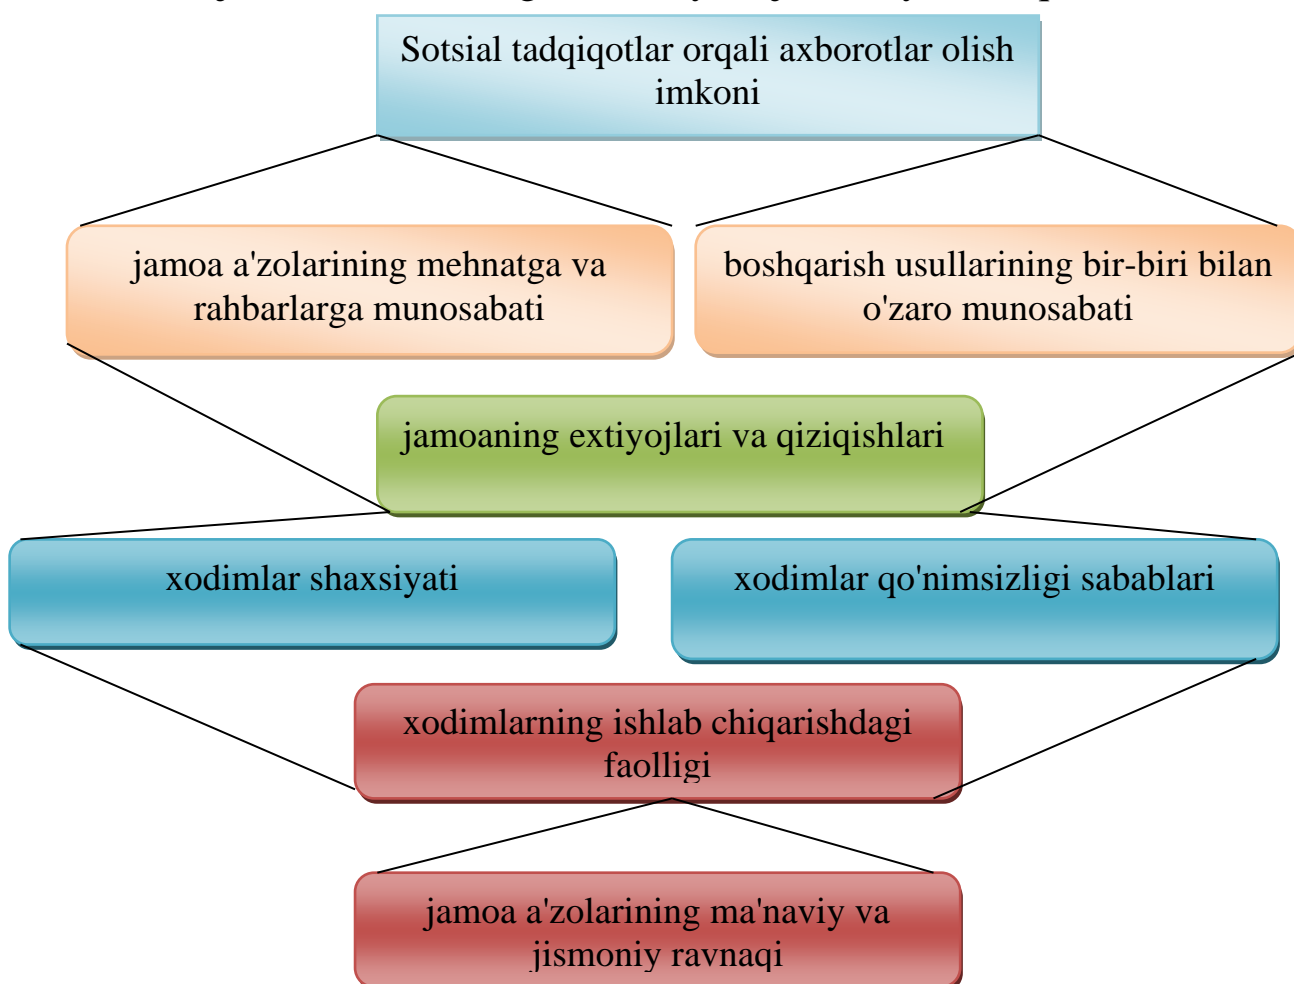 Sotsial tadqiqotlar orqali axborotlar olish
imkoni
jamoa a'zolarining mehnatga va
rahbarlarga munosabati
boshqarish usullarining bir-biri bilan
o'zaro munosabati
jamoaning extiyojlari va qiziqishlari
xodimlar shaxsiyati
xodimlar qo'nimsizligi sabablari
xodimlarning ishlab chiqarishdagi
faolligi
jamoa a'zolarining ma'naviy va
jismoniy ravnaqi